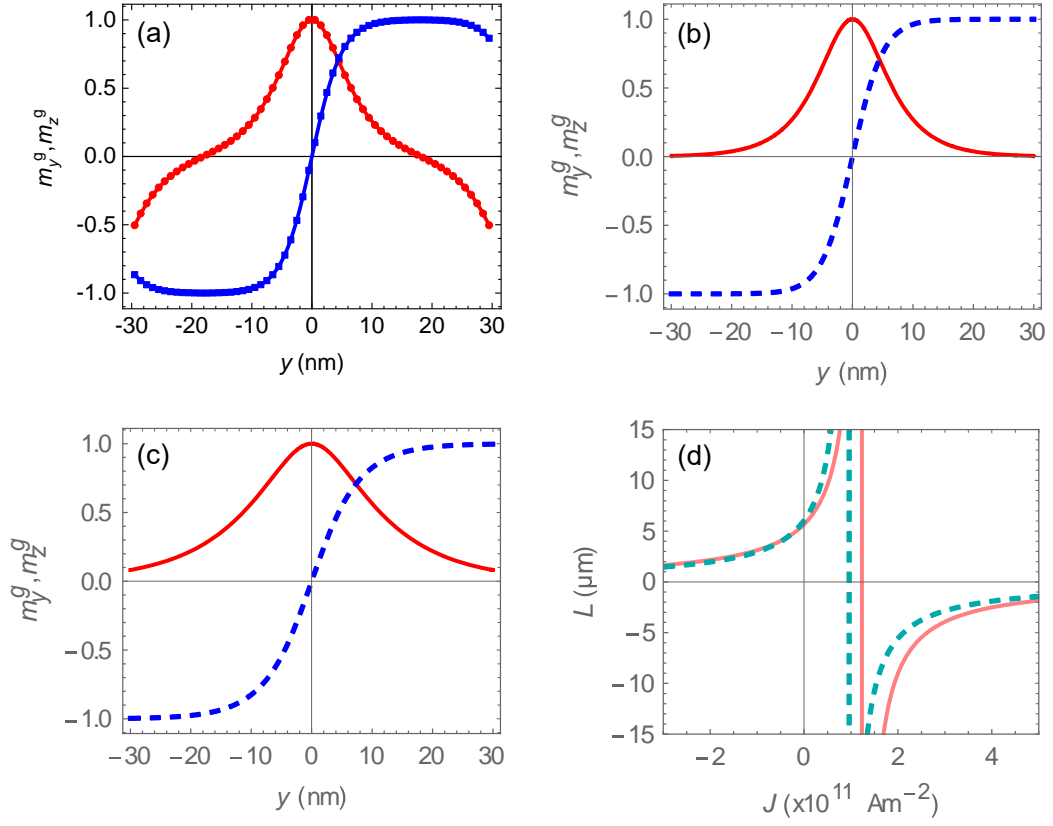 (a)
1.0
0.5
0.0
-0.5
-1.0
m_y^g, m_z^g
-30 -20 -10 0 10 20 30
y (nm)
(b)
1.0
0.5
0.0
−0.5
−1.0
m_y^g, m_z^g
−30 −20 −10 0 10 20 30
y (nm)
(c)
1.0
0.5
0.0
−0.5
−1.0
m_y^g, m_z^g
−30 −20 −10 0 10 20 30
y (nm)
(d)
15
10
5
0
−5
−10
−15
L (μm)
−2 0 2 4
J (x10^11 Am^−2)